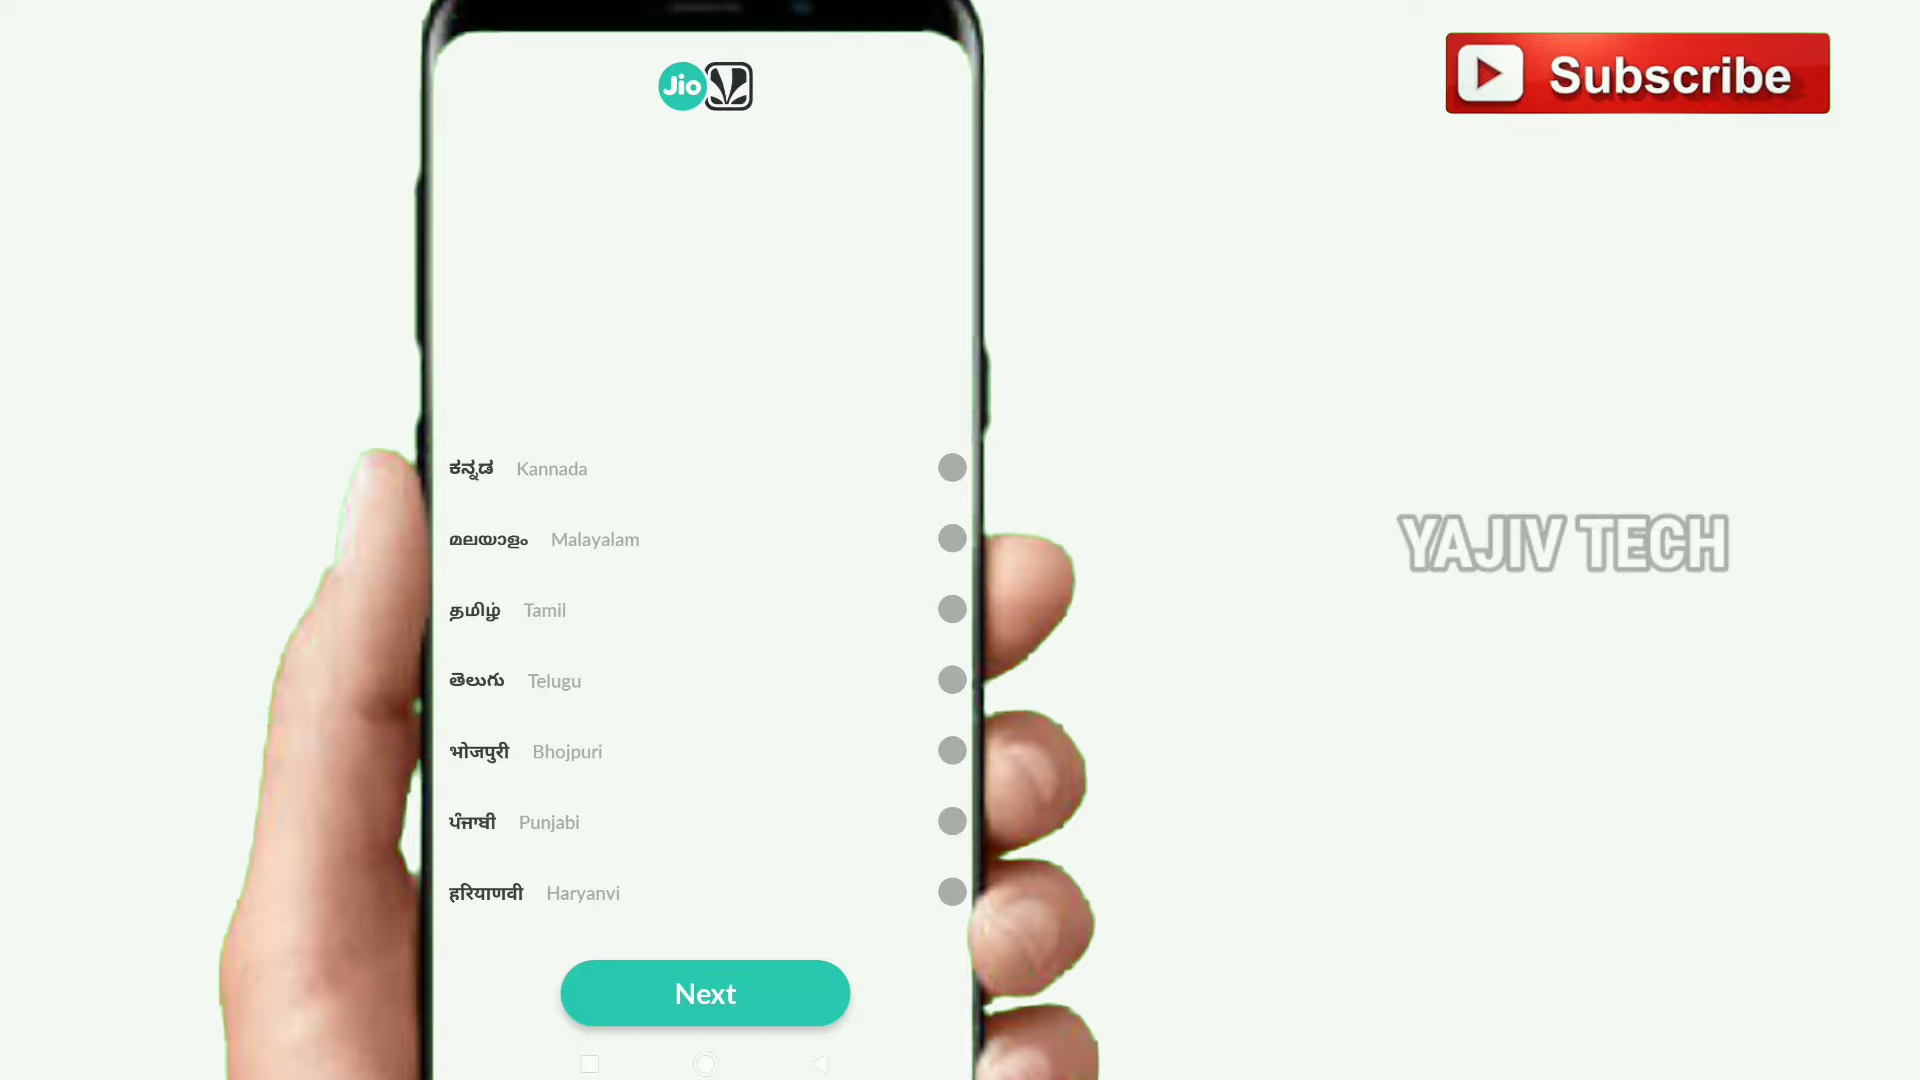 Jio
Subscribe
ಕನ್ನಡ Kannada
മലയാളം Malayalam
YAJIV TECH
தமிழ் Tamil
తెలుగు Telugu
भोजपुरी Bhojpuri
ਪੰਜਾਬੀ Punjabi
हरियाणवी Haryanvi
Next